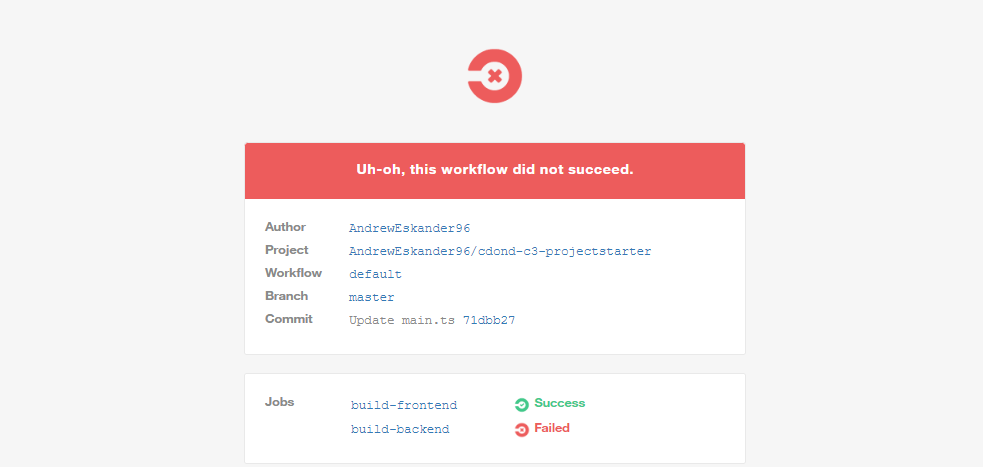 Uh-oh, this workflow did not succeed.
Author AndrewEskander96
Project AndrewEskander96/cdond-c3-projectstarter
Workflow default
Branch master
Commit Update main.ts 71dbb27
Jobs build-frontend Success
build-backend Failed